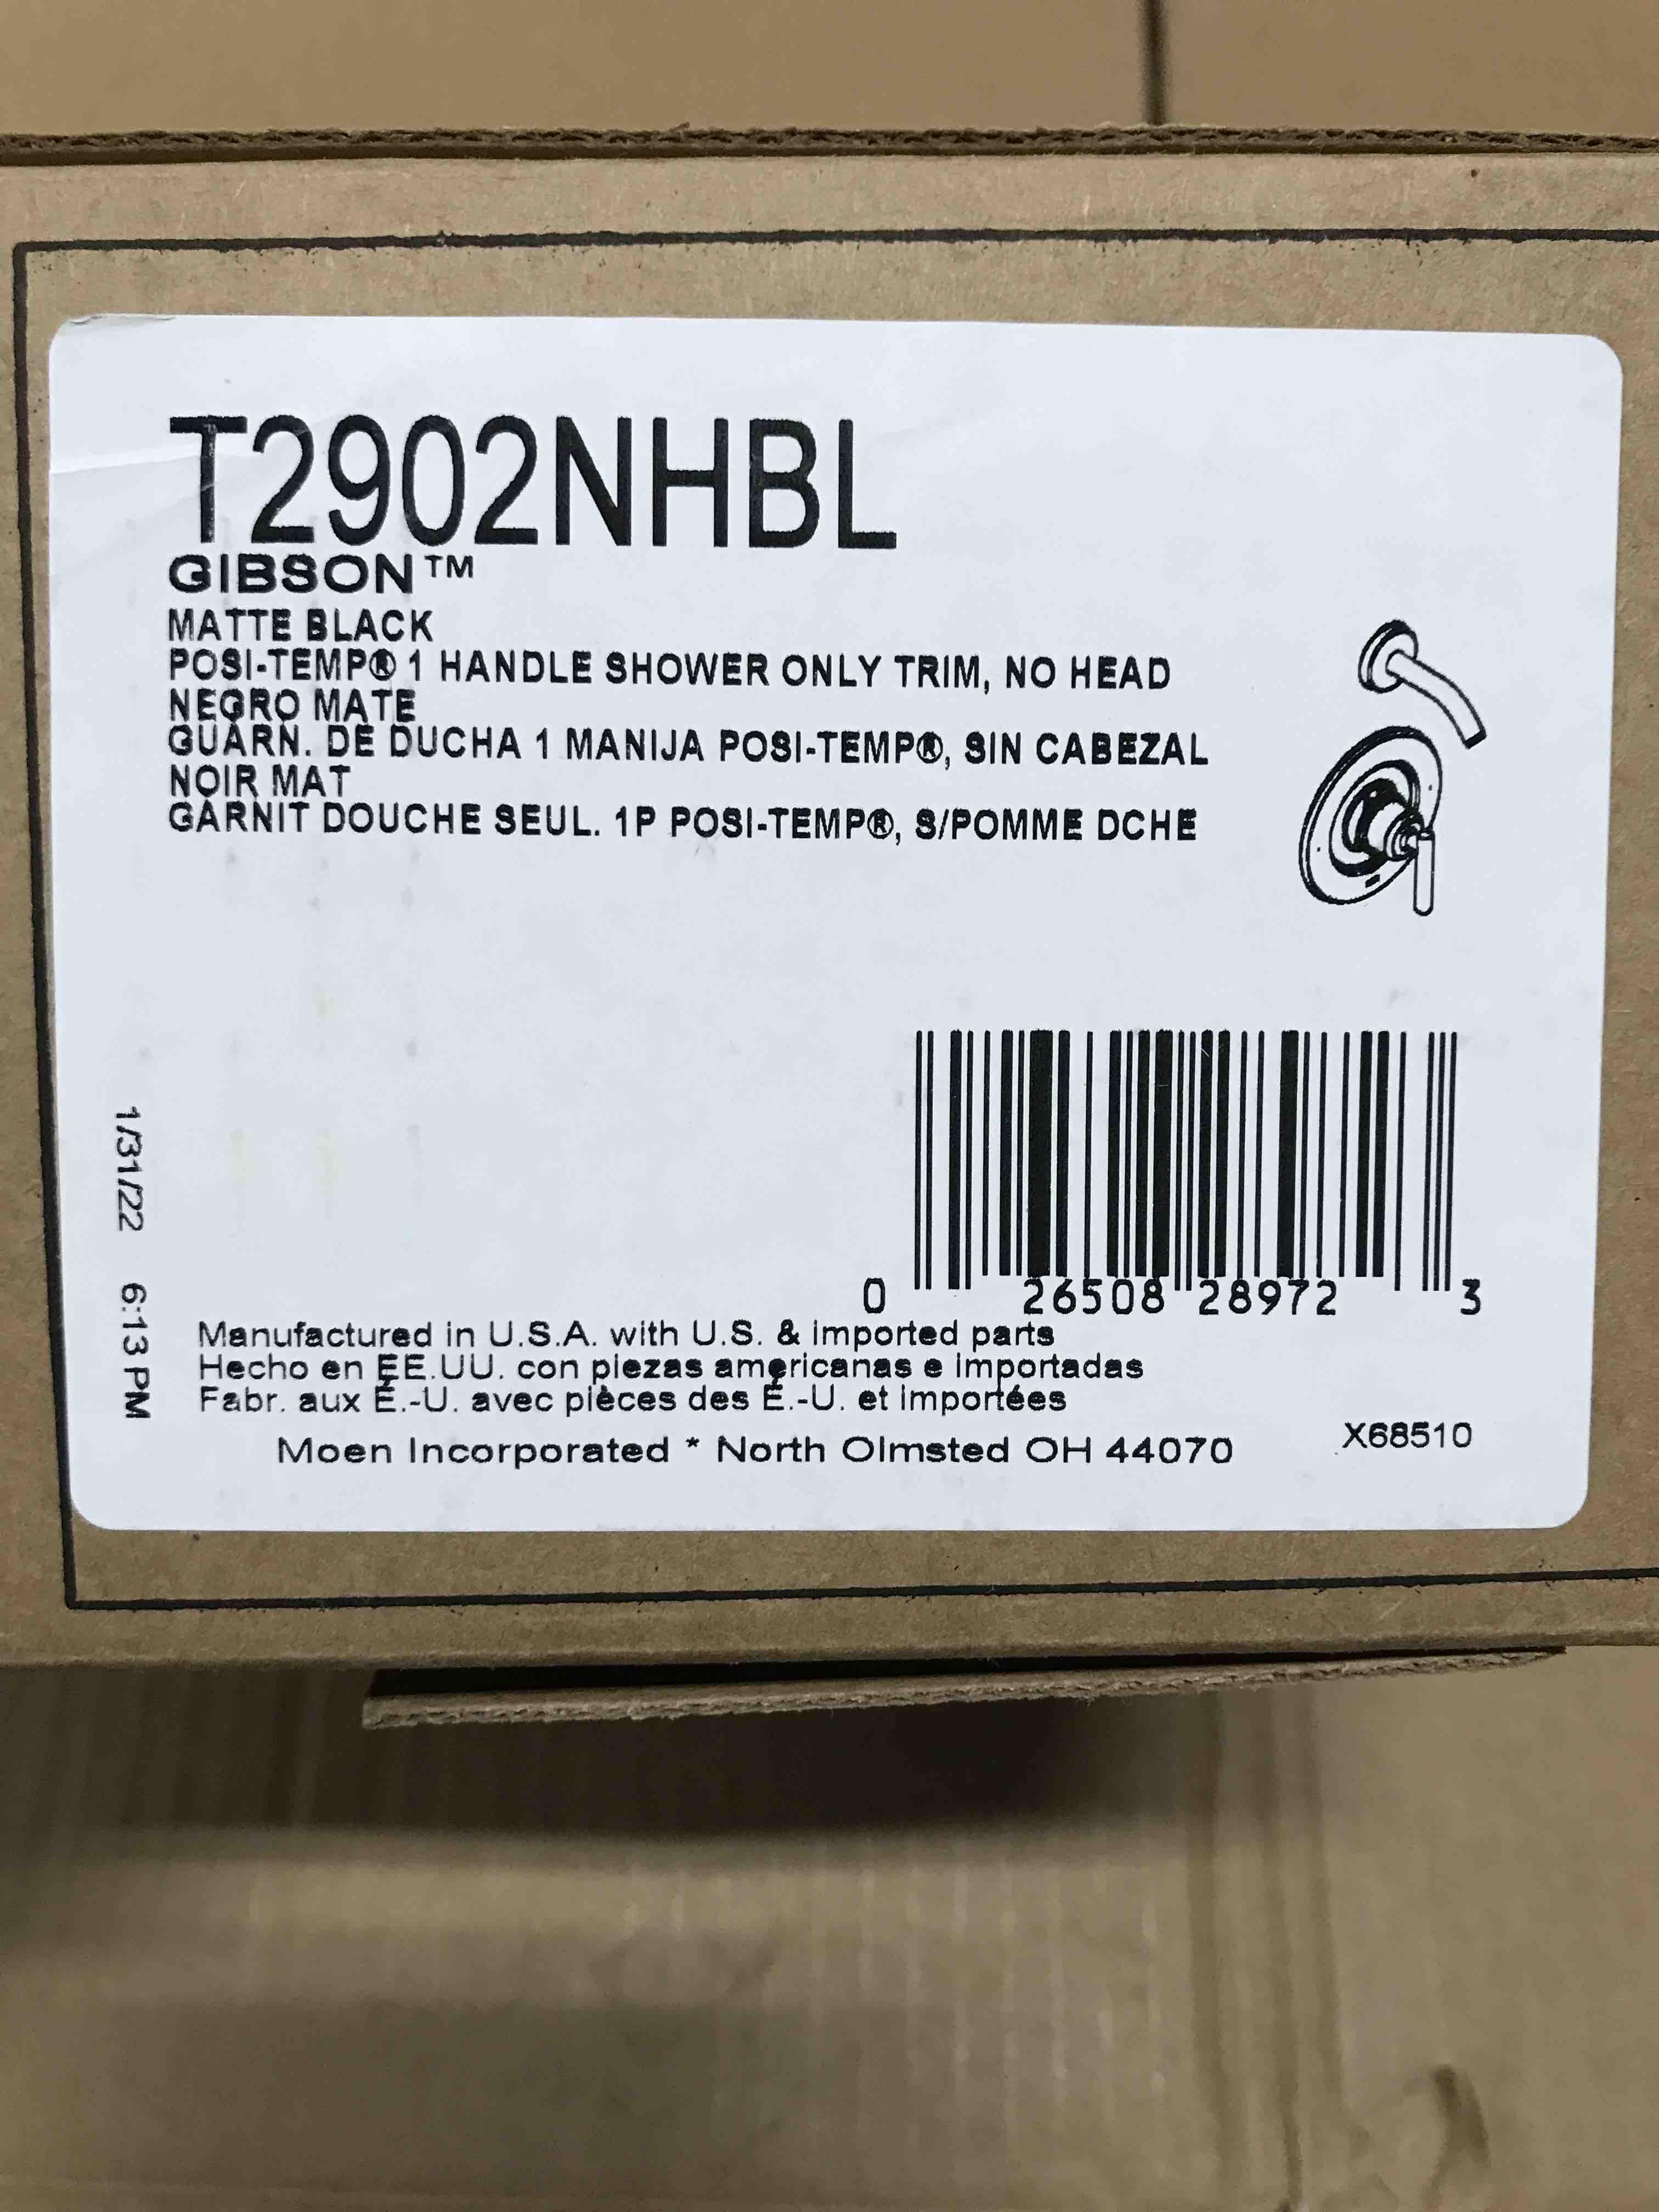 T2902NHBL
GIBSON™
MATTE BLACK
POSI-TEMP® 1 HANDLE SHOWER ONLY TRIM, NO HEAD
NEGRO MATE
GUARN. DE DUCHA 1 MANIJA POSI-TEMP®, SIN CABEZAL
NOIR MAT
GARNIT DOUCHE SEUL. 1P POSI-TEMP®, S/POMME DCHE
0 26508 28972 3
1/31/22 6:13 PM
Manufactured in U.S.A. with U.S. & imported parts
Hecho en EE.UU. con piezas americanas e importadas
Fabr. aux É.-U. avec pièces des É.-U. et importées
Moen Incorporated * North Olmsted OH 44070
X68510